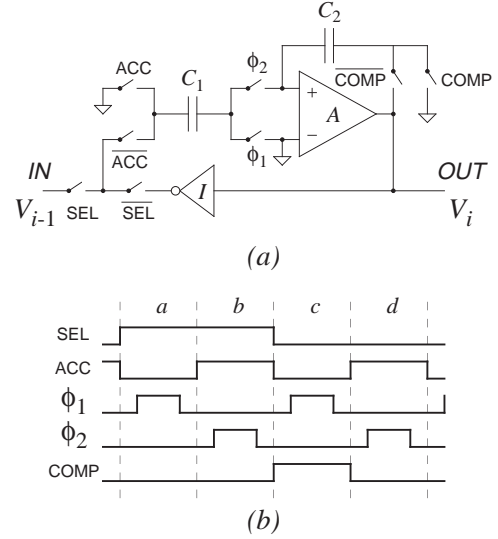 C2
ACC
C1
ϕ2
COMP
COMP
+
A
ACC
−
ϕ1
IN
I
OUT
Vi-1
SEL
SEL
Vi
(a)
a b c d
SEL
ACC
ϕ1
ϕ2
COMP
(b)